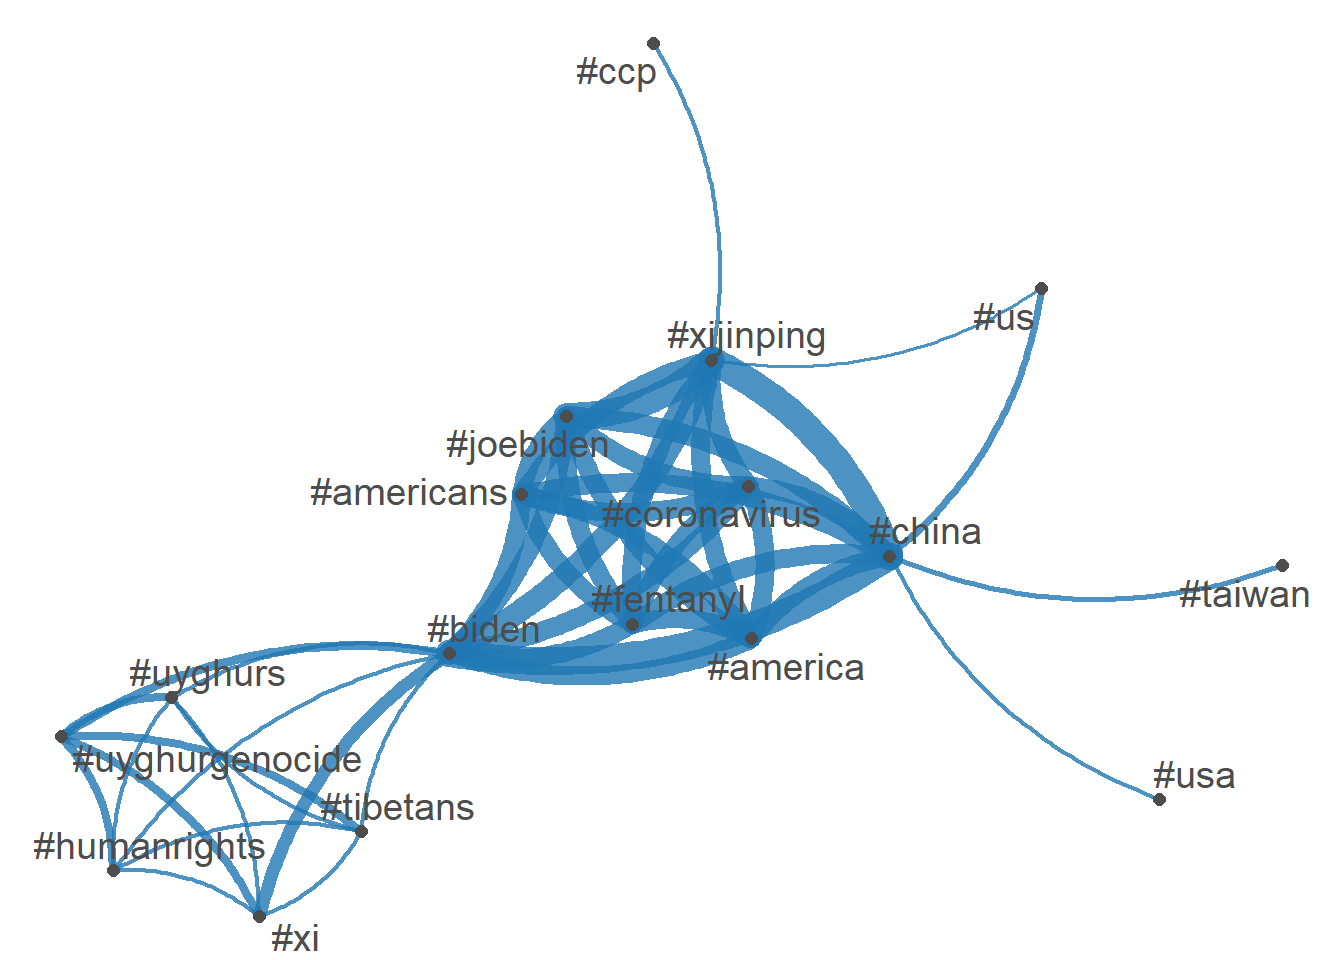 #ccp
#us
#xijinping
#joebiden
#americans
#coronavirus
#china
#taiwan
#fentanyl
#biden
#america
#uyghurs
#uyghurgenocide
#usa
#tibetans
#humanrights
#xi